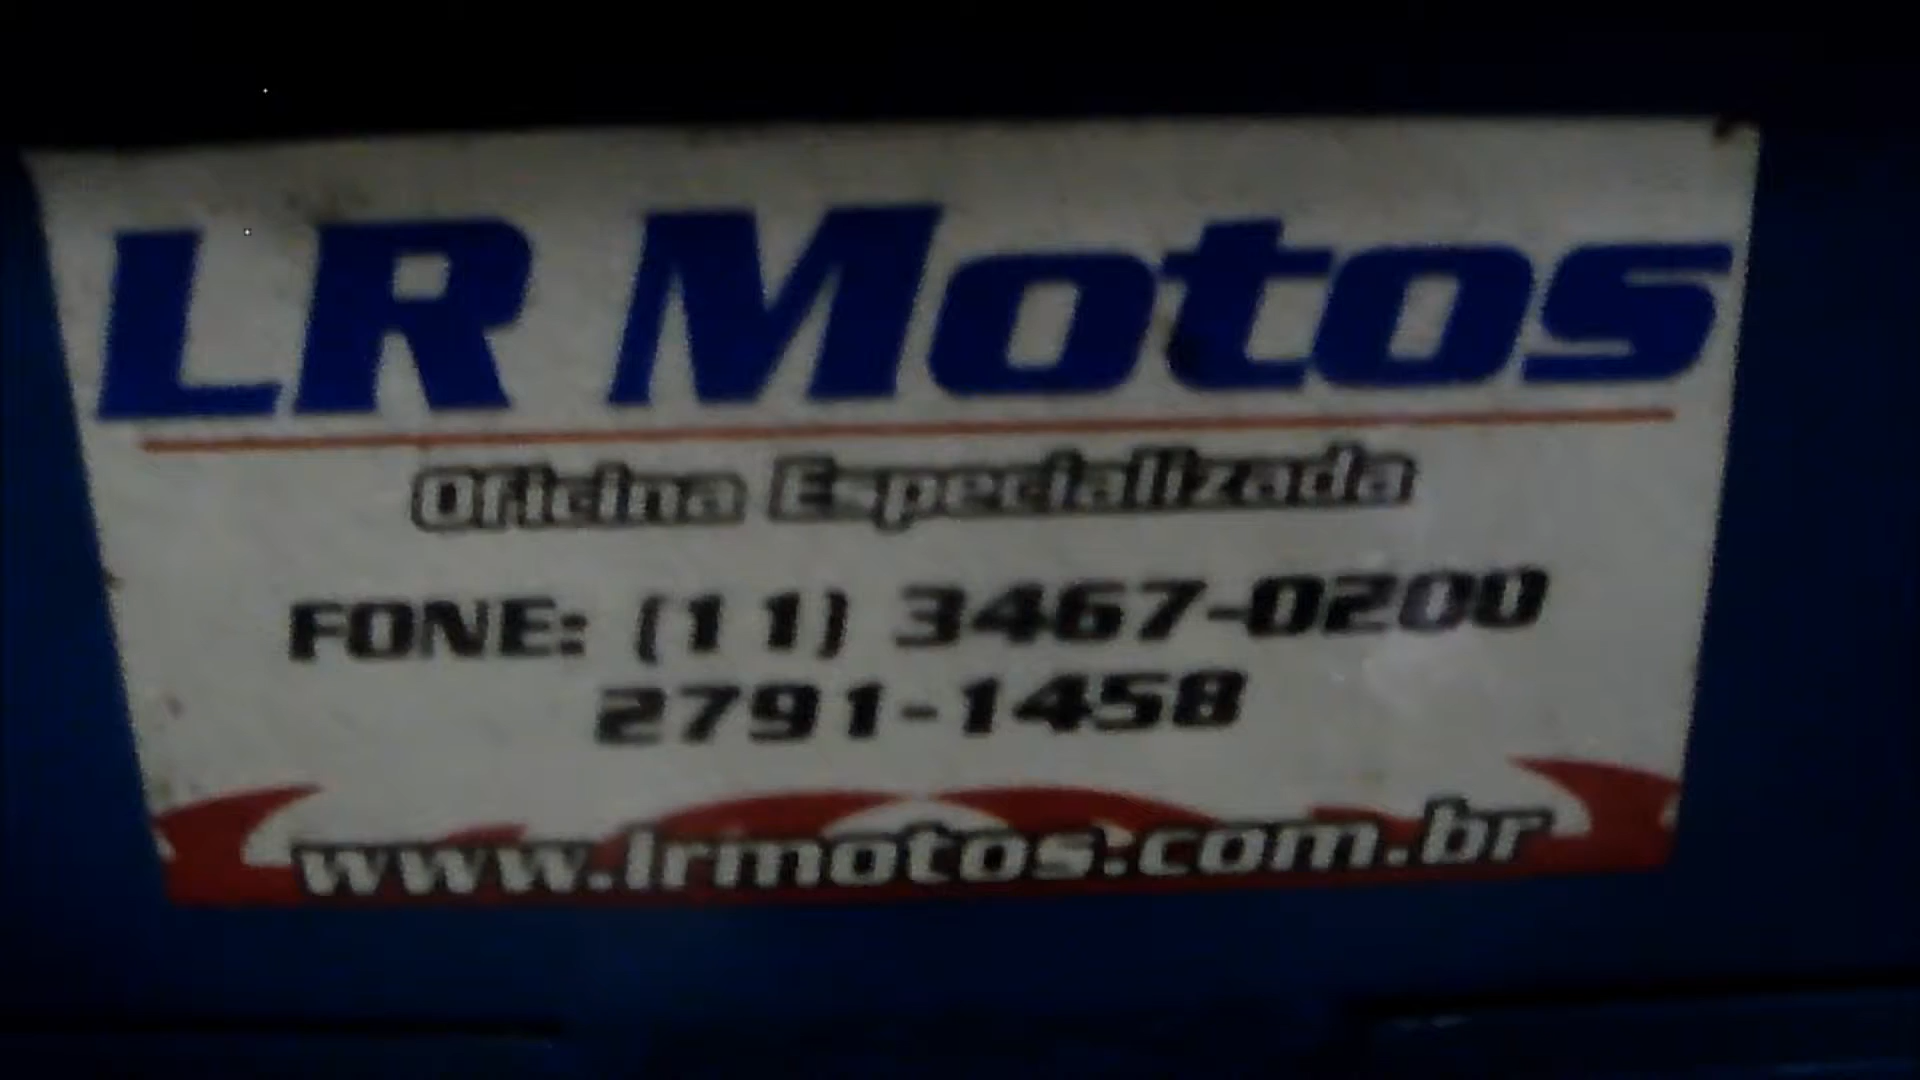 LR Motos
Oficina Especializada
FONE: (11) 3467-0200
2791-1458
www.lrmotos.com.br